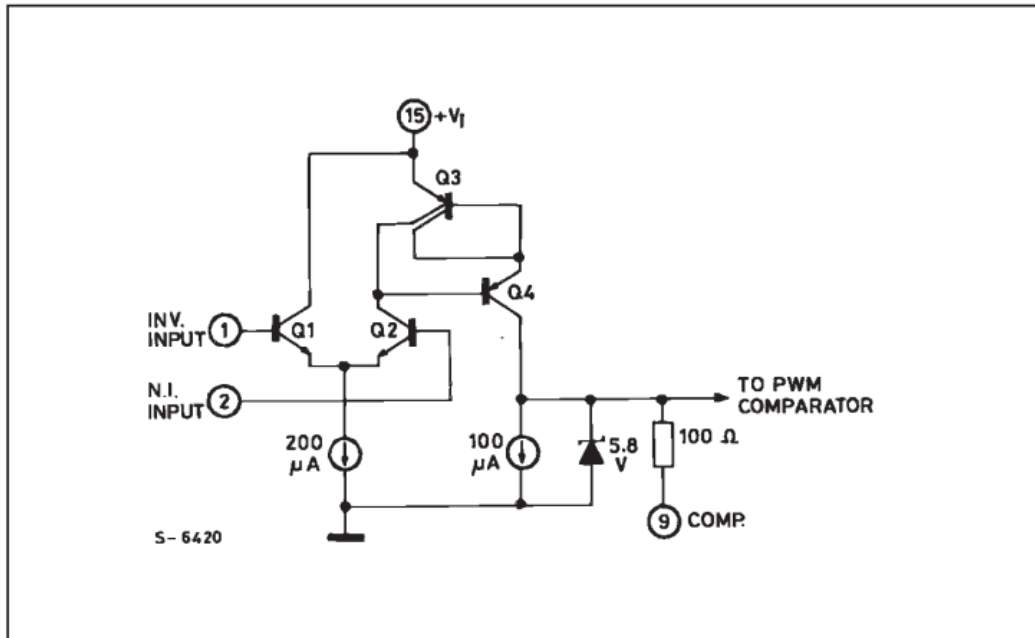 15 +VI
Q3
Q4
INV.
INPUT 1 Q1 Q2
N.I.
INPUT 2
TO PWM
COMPARATOR
200
μA
100
μA
5.8
V
100 Ω
9 COMP.
S-6420